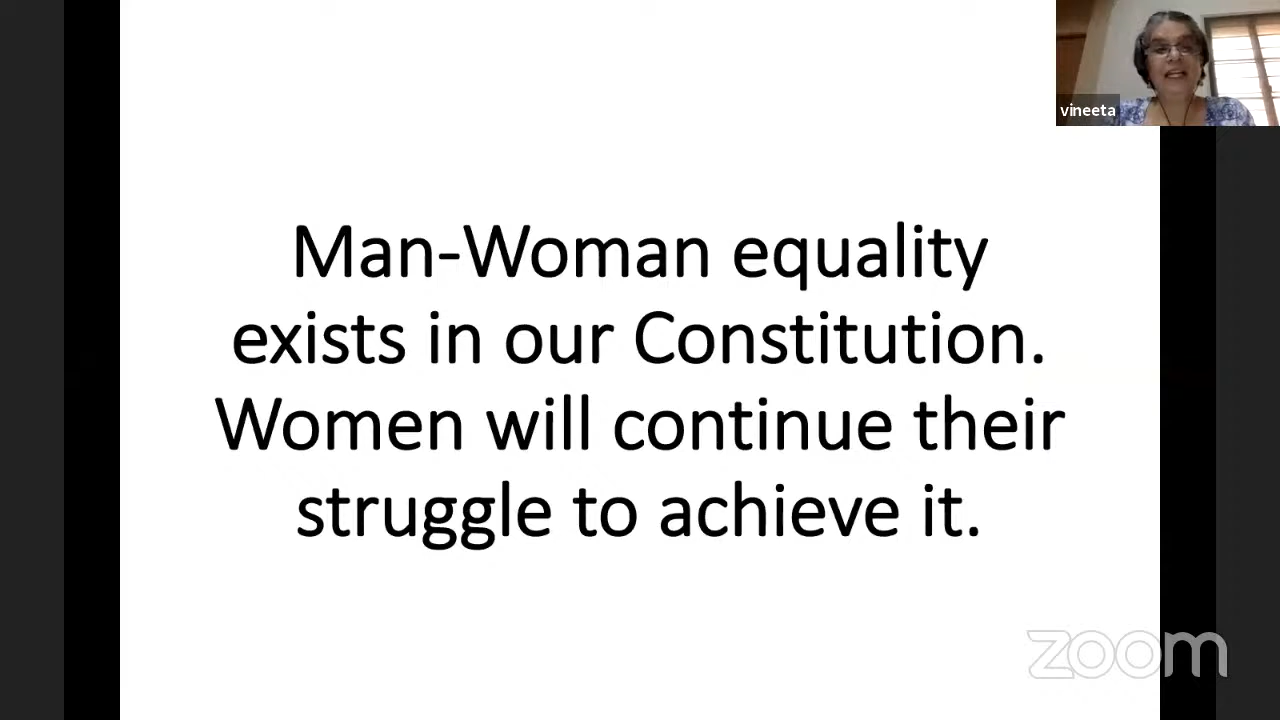 vineeta
Man-Woman equality
exists in our Constitution.
Women will continue their
struggle to achieve it.
zoom